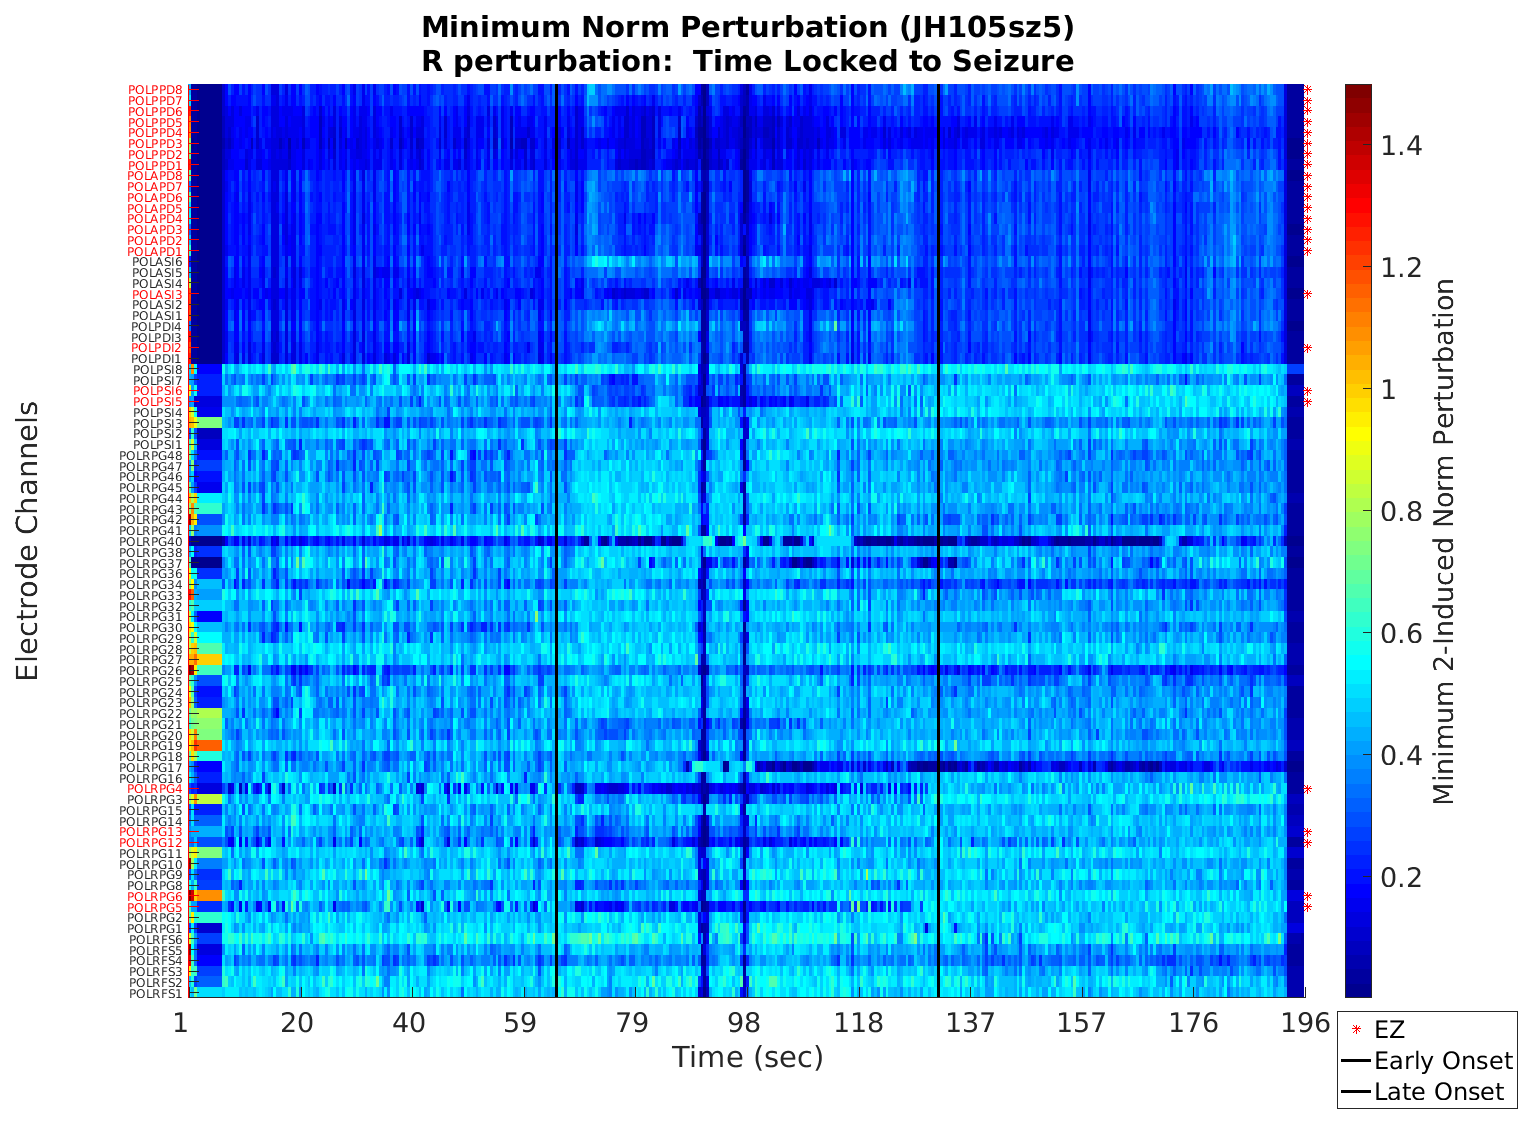 Minimum Norm Perturbation (JH105sz5)
R perturbation:  Time Locked to Seizure
Electrode Channels
POLPPD8
POLPPD7
POLPPD6
POLPPD5
POLPPD4
POLPPD3
POLPPD2
POLPPD1
POLAPD8
POLAPD7
POLAPD6
POLAPD5
POLAPD4
POLAPD3
POLAPD2
POLAPD1
POLASI6
POLASI5
POLASI4
POLASI3
POLASI2
POLASI1
POLPDI4
POLPDI3
POLPDI2
POLPDI1
POLPSI8
POLPSI7
POLPSI6
POLPSI5
POLPSI4
POLPSI3
POLPSI2
POLPSI1
POLRPG48
POLRPG47
POLRPG46
POLRPG45
POLRPG44
POLRPG43
POLRPG42
POLRPG41
POLRPG40
POLRPG38
POLRPG37
POLRPG36
POLRPG34
POLRPG33
POLRPG32
POLRPG31
POLRPG30
POLRPG29
POLRPG28
POLRPG27
POLRPG26
POLRPG25
POLRPG24
POLRPG23
POLRPG22
POLRPG21
POLRPG20
POLRPG19
POLRPG18
POLRPG17
POLRPG16
POLRPG4
POLRPG3
POLRPG15
POLRPG14
POLRPG13
POLRPG12
POLRPG11
POLRPG10
POLRPG9
POLRPG8
POLRPG6
POLRPG5
POLRPG2
POLRPG1
POLRFS6
POLRFS5
POLRFS4
POLRFS3
POLRFS2
POLRFS1
1 20 40 59 79 98 118 137 157 176 196
Time (sec)
1.4
1.2
1
0.8
0.6
0.4
0.2
Minimum 2-Induced Norm Perturbation
EZ
Early Onset
Late Onset